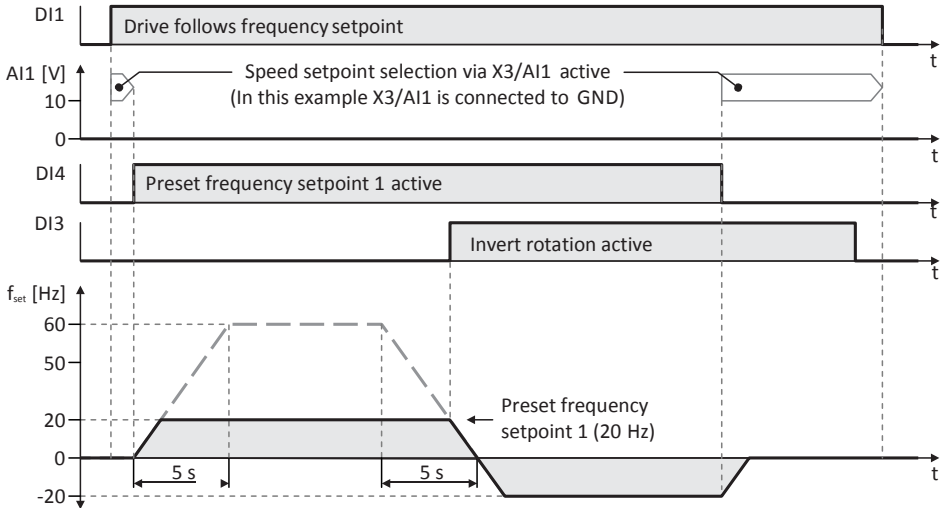 DI1
Drive follows frequency setpoint
t
AI1 [V]
10
0
Speed setpoint selection via X3/AI1 active
(In this example X3/AI1 is connected to GND)
t
DI4
Preset frequency setpoint 1 active
t
DI3
Invert rotation active
t
fset [Hz]
60
50
20
0
-20
Preset frequency
setpoint 1 (20 Hz)
5 s
5 s
t